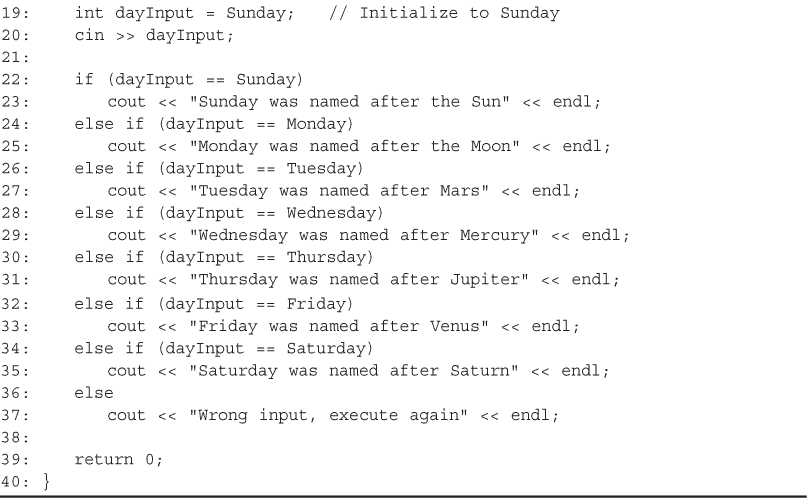 19:    int dayInput = Sunday;   // Initialize to Sunday
20:    cin >> dayInput;
21:
22:    if (dayInput == Sunday)
23:       cout << "Sunday was named after the Sun" << endl;
24:    else if (dayInput == Monday)
25:       cout << "Monday was named after the Moon" << endl;
26:    else if (dayInput == Tuesday)
27:       cout << "Tuesday was named after Mars" << endl;
28:    else if (dayInput == Wednesday)
29:       cout << "Wednesday was named after Mercury" << endl;
30:    else if (dayInput == Thursday)
31:       cout << "Thursday was named after Jupiter" << endl;
32:    else if (dayInput == Friday)
33:       cout << "Friday was named after Venus" << endl;
34:    else if (dayInput == Saturday)
35:       cout << "Saturday was named after Saturn" << endl;
36:    else
37:       cout << "Wrong input, execute again" << endl;
38:
39:    return 0;
40: }